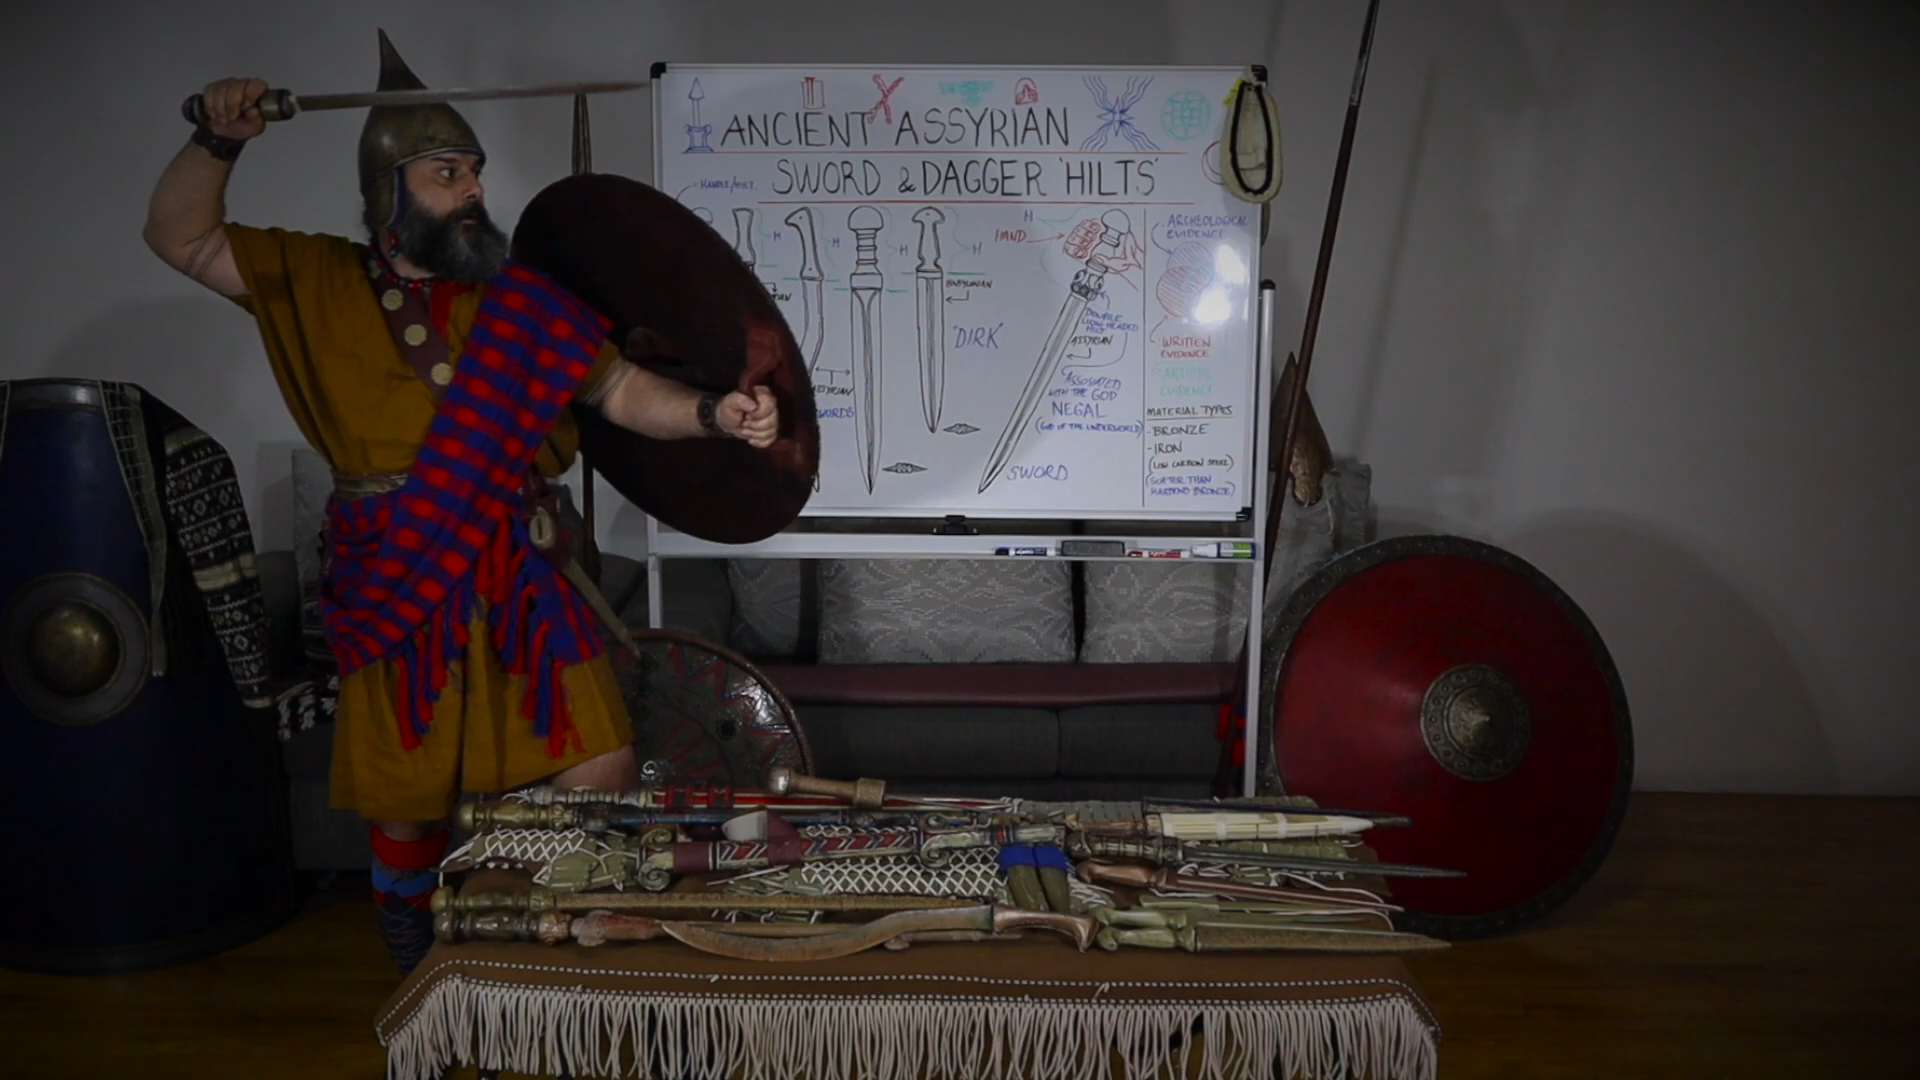 ANCIENT ASSYRIAN
SWORD & DAGGER 'HILTS'
HANDLE/HILT.
H
H
H
H
BABYLONIAN
"DIRK"
ASSYRIAN
SWORDS
H
HAND
DOUBLE
LION HEADED
HILT
ASSYRIAN
ASSOSIATED
WITH THE GOD
NEGAL
(GOD OF THE UNDERWORLD)
SWORD
ARCHEOLOGICAL
EVIDENCE
WRITTEN
EVIDENCE
ARTISTIC
EVIDENCE
MATERIAL TYPES
-BRONZE
-IRON
(LOW CARBON STEEL)
(SOFTER THAN
HARDEND BRONZE)